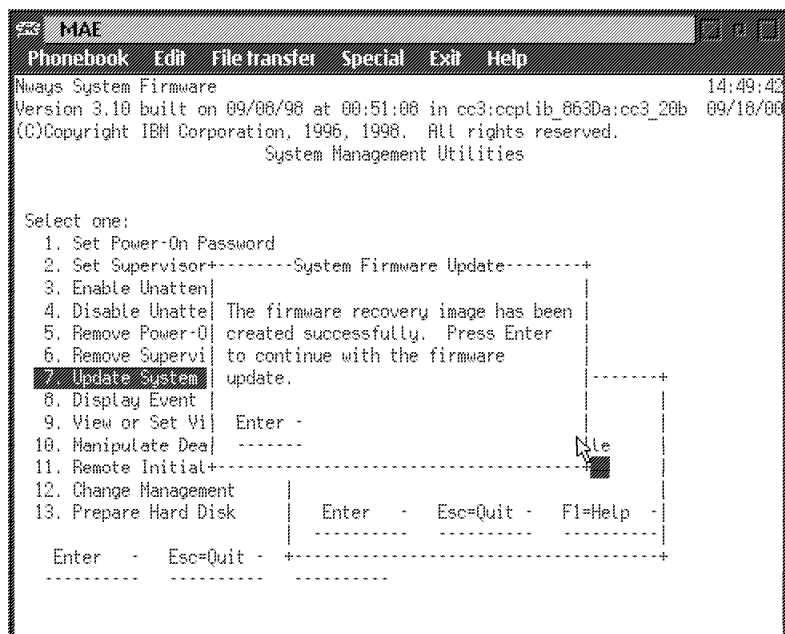 MAE
Phonebook Edit File transfer Special Exit Help
Nways System Firmware 14:49:42
Version 3.10 built on 09/08/98 at 00:51:08 in cc3:ccplib_863Da:cc3_20b 09/18/00
(C)Copyright IBM Corporation, 1996, 1998. All rights reserved.
System Management Utilities
Select one:
1. Set Power-On Password
2. Set Supervisor+--------System Firmware Update--------+
3. Enable Unatten|
4. Disable Unatte| The firmware recovery image has been |
5. Remove Power-O| created successfully. Press Enter |
6. Remove Supervi| to continue with the firmware |
7. Update System | update. |-------+
8. Display Event | | |
9. View or Set Vi| Enter - | |
10. Manipulate Dea| ------- le |
11. Remote Initial+---------------------------------------+
12. Change Management | |
13. Prepare Hard Disk | Enter - Esc=Quit - F1=Help -|
| ---------- ---------- ----------|
Enter - Esc=Quit - +---------------------------------------+
---------- ---------- ----------